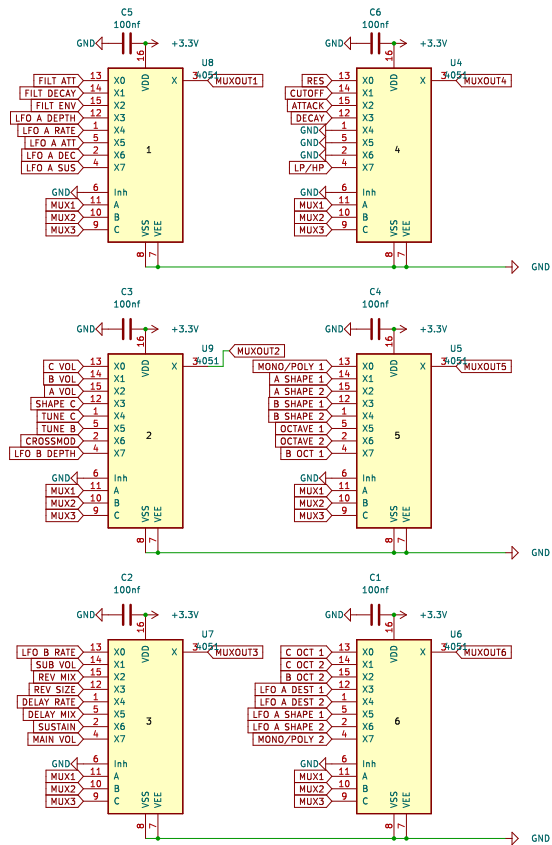 C5
100nf
GND +3.3V
16
U8
4051
FILT ATT 13 X0 VDD X 3 MUXOUT1
FILT DECAY 14 X1
FILT ENV 15 X2
LFO A DEPTH 12 X3
LFO A RATE 1 X4
LFO A ATT 5 X5
LFO A DEC 2 X6
LFO A SUS 4 X7
1
GND 6 Inh
MUX1 11 A
MUX2 10 B
MUX3 9 C
VSS VEE
8 7
C6
100nf
GND +3.3V
16
U4
4051
RES 13 X0 VDD X 3 MUXOUT4
CUTOFF 14 X1
ATTACK 15 X2
DECAY 12 X3
GND 1 X4
GND 5 X5
GND 2 X6
LP/HP 4 X7
4
GND 6 Inh
MUX1 11 A
MUX2 10 B
MUX3 9 C
VSS VEE
8 7
GND
C3
100nf
GND +3.3V
16
U9
4051
MUXOUT2
C VOL 13 X0 VDD X 3
B VOL 14 X1
A VOL 15 X2
SHAPE C 12 X3
TUNE C 1 X4
TUNE B 5 X5
CROSSMOD 2 X6
LFO B DEPTH 4 X7
2
GND 6 Inh
MUX1 11 A
MUX2 10 B
MUX3 9 C
VSS VEE
8 7
C4
100nf
GND +3.3V
16
U5
4051
MONO/POLY 1 13 X0 VDD X 3 MUXOUT5
A SHAPE 1 14 X1
A SHAPE 2 15 X2
B SHAPE 1 12 X3
B SHAPE 2 1 X4
OCTAVE 1 5 X5
OCTAVE 2 2 X6
B OCT 1 4 X7
5
GND 6 Inh
MUX1 11 A
MUX2 10 B
MUX3 9 C
VSS VEE
8 7
GND
C2
100nf
GND +3.3V
16
U7
4051
LFO B RATE 13 X0 VDD X 3 MUXOUT3
SUB VOL 14 X1
REV MIX 15 X2
REV SIZE 12 X3
DELAY RATE 1 X4
DELAY MIX 5 X5
SUSTAIN 2 X6
MAIN VOL 4 X7
3
GND 6 Inh
MUX1 11 A
MUX2 10 B
MUX3 9 C
VSS VEE
8 7
C1
100nf
GND +3.3V
16
U6
4051
C OCT 1 13 X0 VDD X 3 MUXOUT6
C OCT 2 14 X1
B OCT 2 15 X2
LFO A DEST 1 12 X3
LFO A DEST 2 1 X4
LFO A SHAPE 1 5 X5
LFO A SHAPE 2 2 X6
MONO/POLY 2 4 X7
6
GND 6 Inh
MUX1 11 A
MUX2 10 B
MUX3 9 C
VSS VEE
8 7
GND